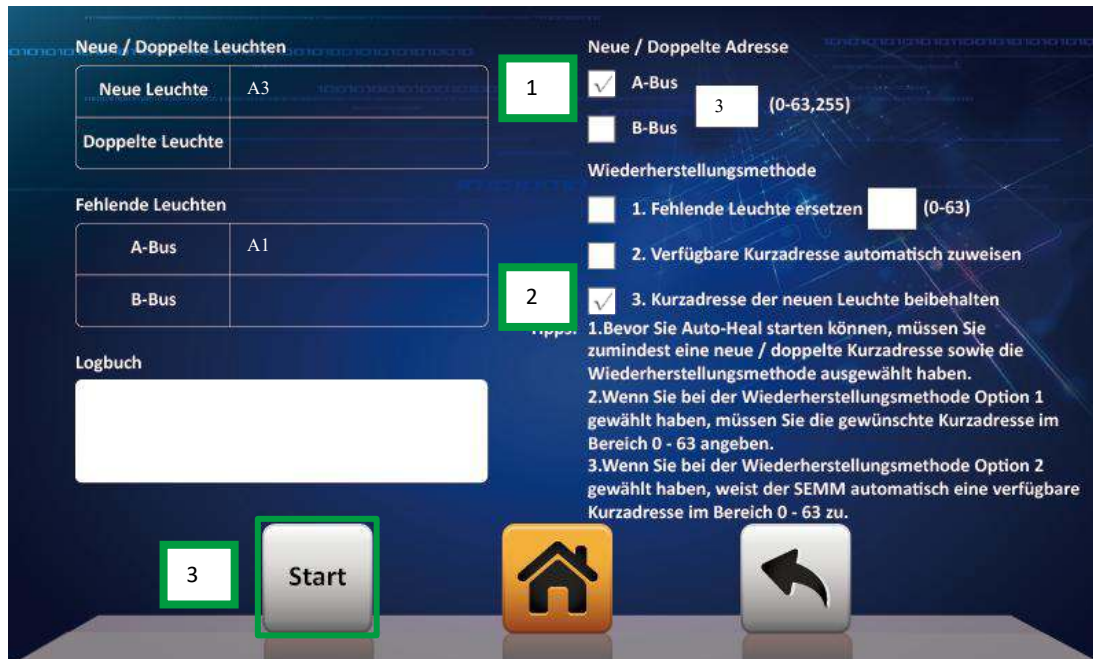 Neue / Doppelte Leuchten
Neue Leuchte A3
Doppelte Leuchte
Fehlende Leuchten
A-Bus A1
B-Bus
Logbuch
Neue / Doppelte Adresse
1
A-Bus
3 (0-63,255)
B-Bus
Wiederherstellungsmethode
1. Fehlende Leuchte ersetzen (0-63)
2. Verfügbare Kurzadresse automatisch zuweisen
2
3. Kurzadresse der neuen Leuchte beibehalten
1.Bevor Sie Auto-Heal starten können, müssen Sie
zumindest eine neue / doppelte Kurzadresse sowie die
Wiederherstellungsmethode ausgewählt haben.
2.Wenn Sie bei der Wiederherstellungsmethode Option 1
gewählt haben, müssen Sie die gewünschte Kurzadresse im
Bereich 0 - 63 angeben.
3.Wenn Sie bei der Wiederherstellungsmethode Option 2
gewählt haben, weist der SEMM automatisch eine verfügbare
Kurzadresse im Bereich 0 - 63 zu.
3
Start